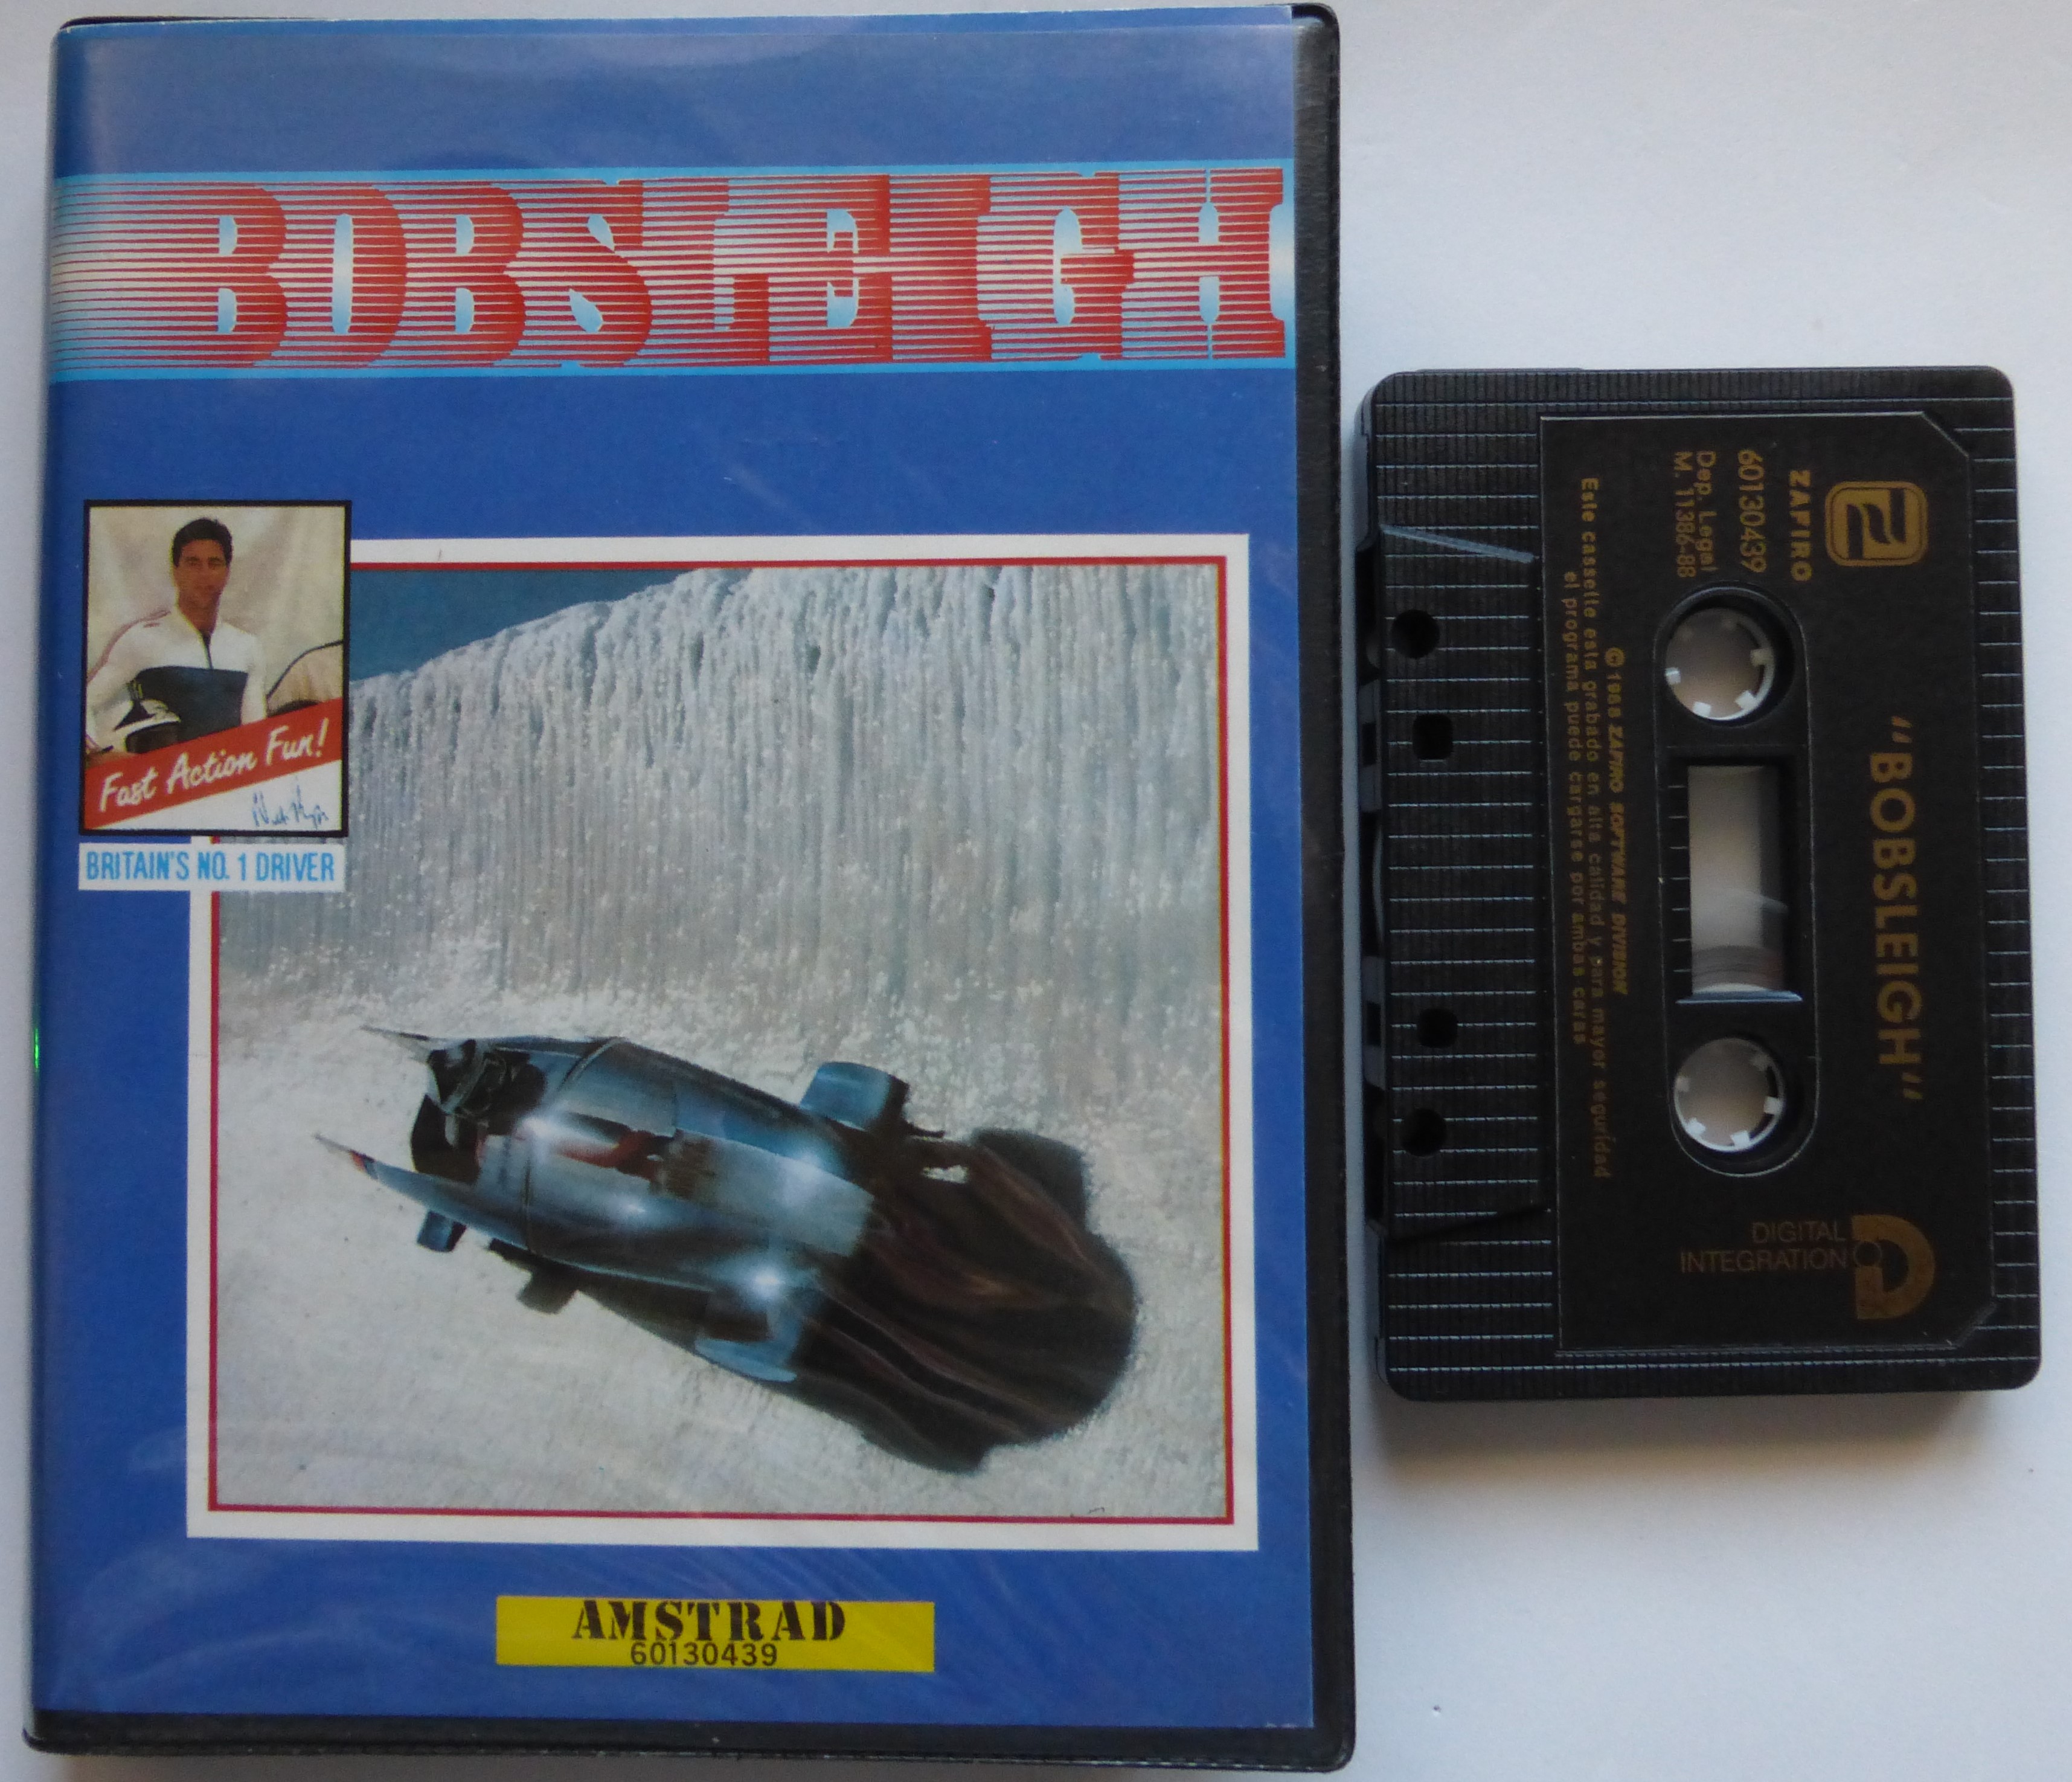 BOBSLEIGH
Fast Action Fun!
BRITAIN'S NO. 1 DRIVER
AMSTRAD
60130439
Z
ZAFIRO
60130439
Dep. Legal
M. 11386-88
"BOBSLEIGH"
DIGITAL
INTEGRATION
© 1988 ZAFIRO SOFTWARE DIVISION
Este cassette esta grabado en alta calidad y para mayor seguridad
el programa puede cargarse por ambas caras